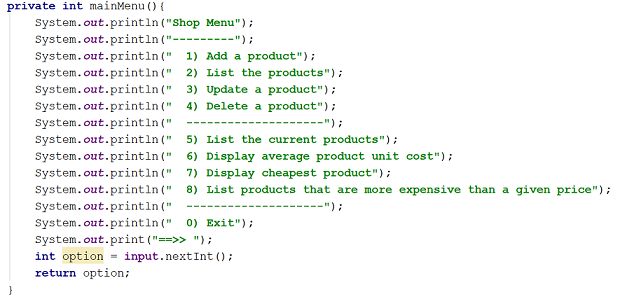 private int mainMenu(){
System.out.println("Shop Menu");
System.out.println("---------");
System.out.println("  1) Add a product");
System.out.println("  2) List the products");
System.out.println("  3) Update a product");
System.out.println("  4) Delete a product");
System.out.println("  --------------------");
System.out.println("  5) List the current products");
System.out.println("  6) Display average product unit cost");
System.out.println("  7) Display cheapest product");
System.out.println("  8) List products that are more expensive than a given price");
System.out.println("  --------------------");
System.out.println("  0) Exit");
System.out.print("==>> ");
int option = input.nextInt();
return option;
}